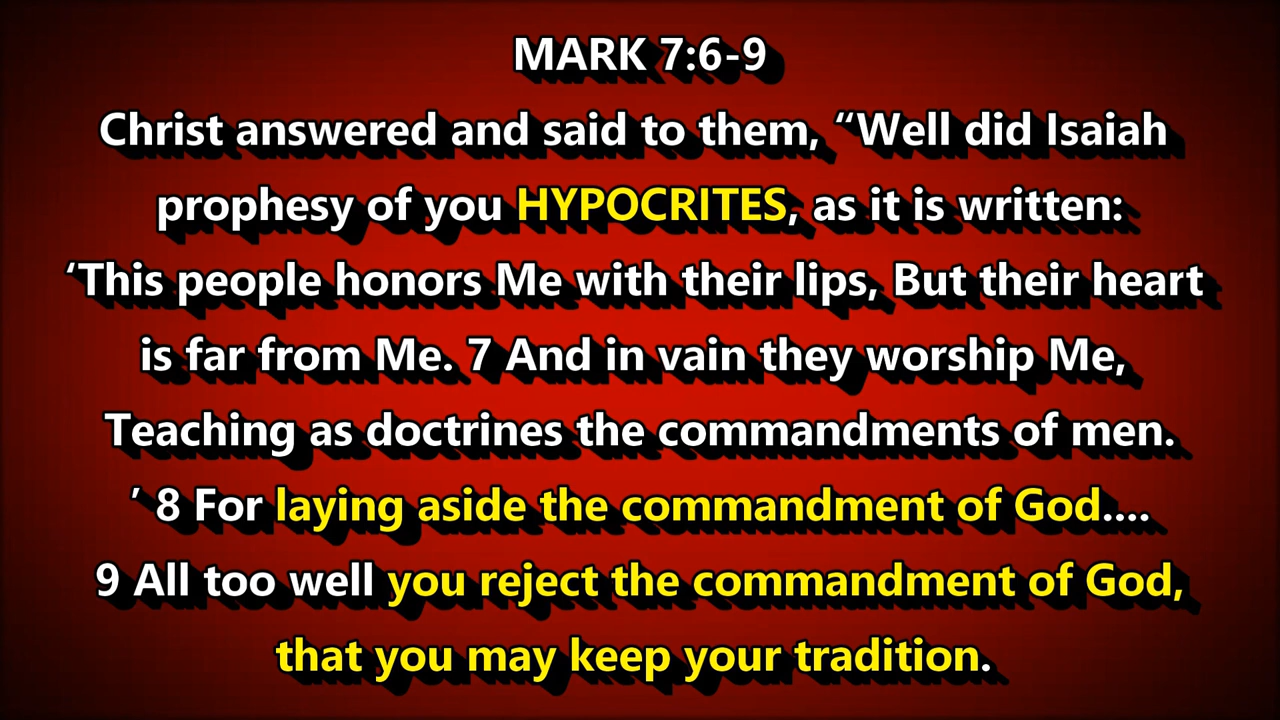 MARK 7:6-9
Christ answered and said to them, “Well did Isaiah
prophesy of you HYPOCRITES, as it is written:
‘This people honors Me with their lips, But their heart
is far from Me. 7 And in vain they worship Me,
Teaching as doctrines the commandments of men.
’ 8 For laying aside the commandment of God....
9 All too well you reject the commandment of God,
that you may keep your tradition.